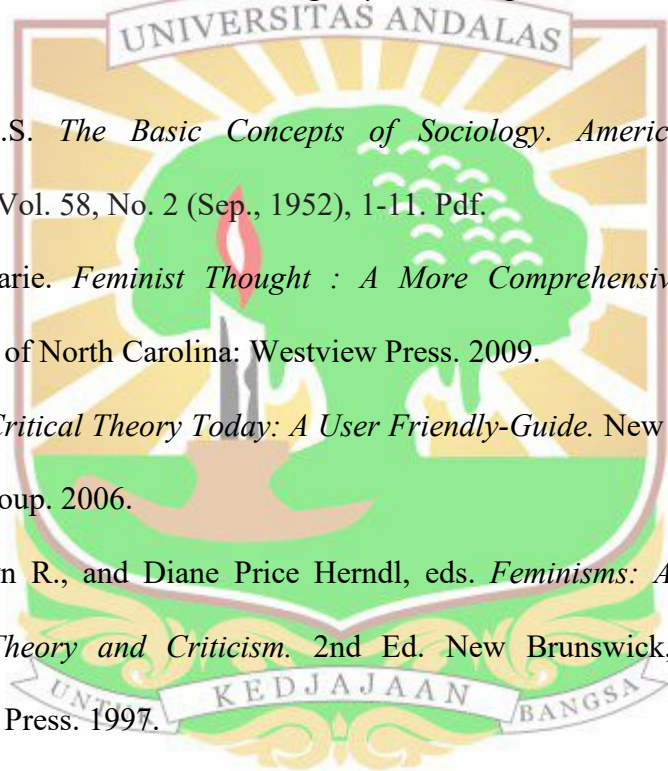 UNIVERSITAS ANDALAS
.S. The Basic Concepts of Sociology. Americ
Vol. 58, No. 2 (Sep., 1952), 1-11. Pdf.
arie. Feminist Thought : A More Comprehensiv
of North Carolina: Westview Press. 2009.
Critical Theory Today: A User Friendly-Guide. New
oup. 2006.
n R., and Diane Price Herndl, eds. Feminisms: A
Theory and Criticism. 2nd Ed. New Brunswick,
Press. 1997.
UNTUK KEDJAJAAN BANGSA